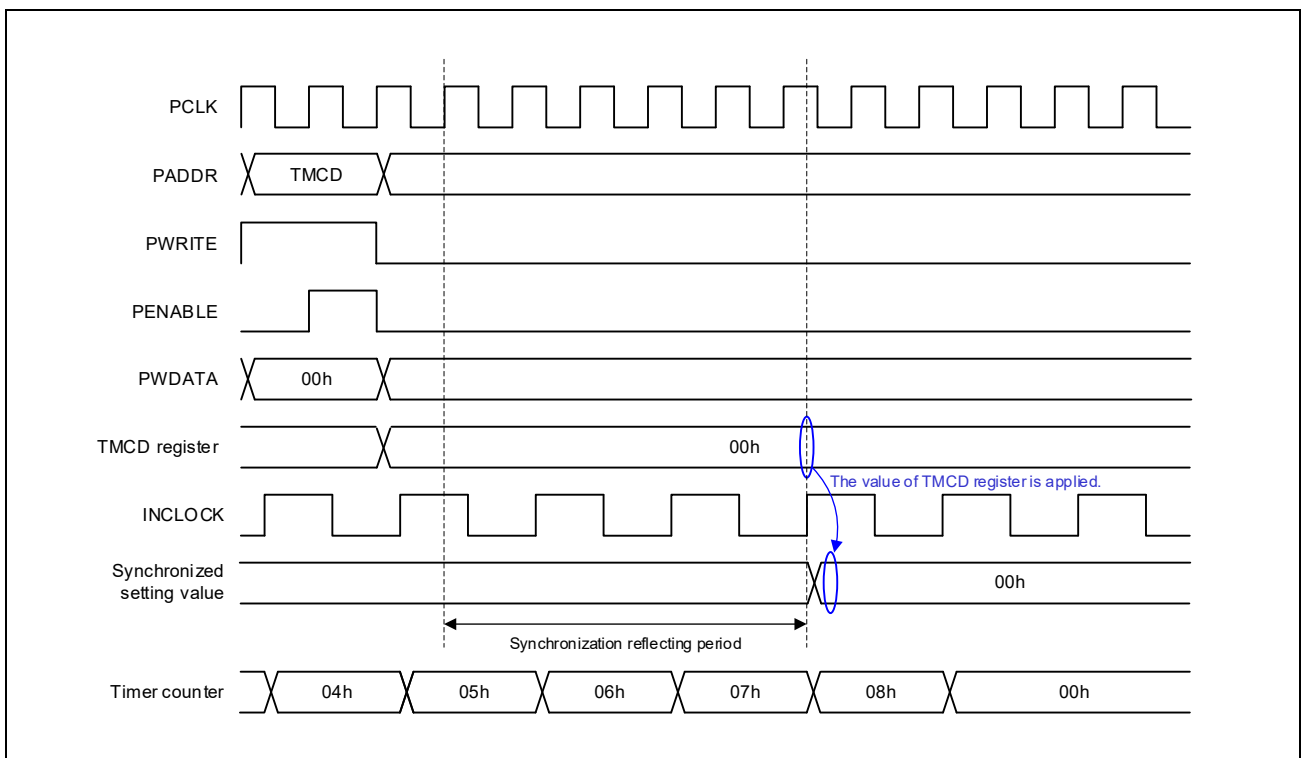 PCLK
PADDR
TMCD
PWRITE
PENABLE
PWDATA
00h
TMCD register
00h
The value of TMCD register is applied.
INCLOCK
Synchronized
setting value
00h
Synchronization reflecting period
Timer counter
04h
05h
06h
07h
08h
00h